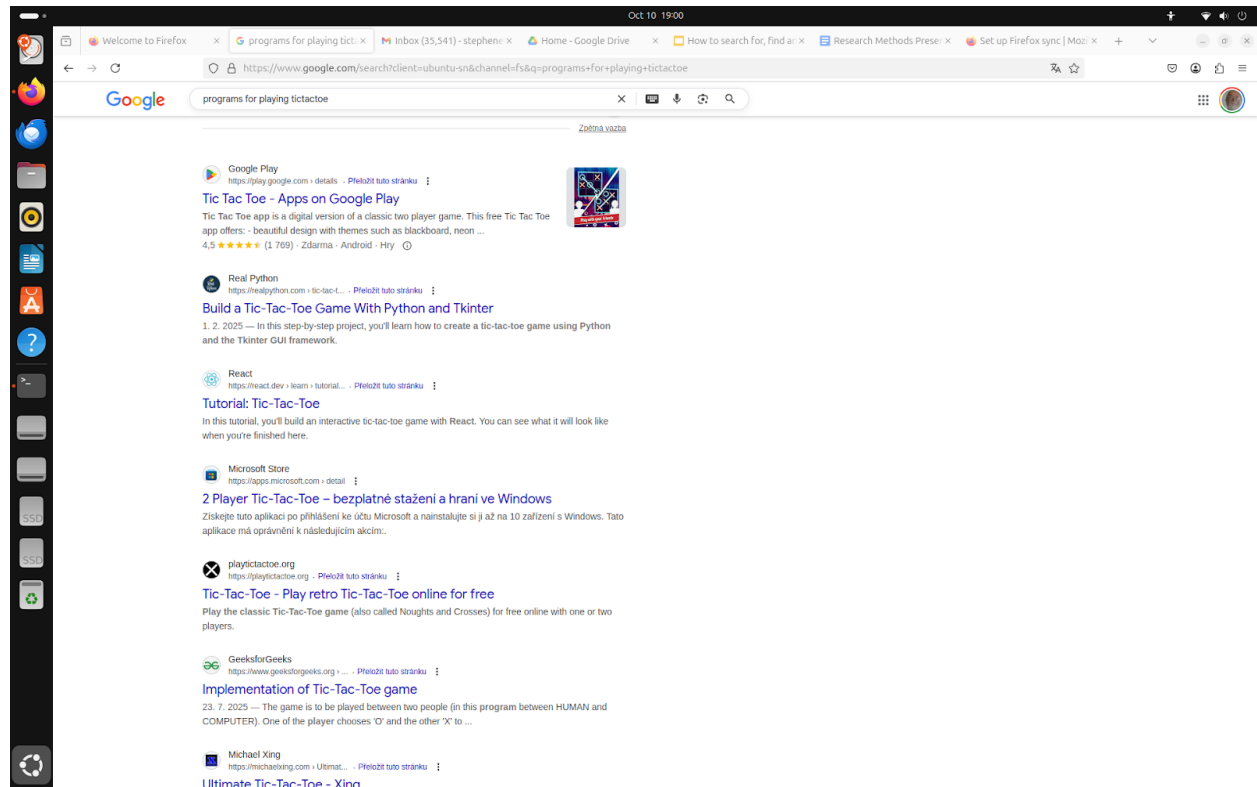 Oct 10 19:00
Welcome to Firefox
programs for playing tict
Inbox (35,541) - stephene
Home - Google Drive
How to search for, find an
Research Methods Preser
Set up Firefox sync | Mozi
https://www.google.com/search?client=ubuntu-sn&channel=fs&q=programs+for+playing+tictactoe
Google
programs for playing tictactoe
Zpětná vazba
Google Play
https://play.google.com › details · Přeložit tuto stránku
Tic Tac Toe - Apps on Google Play
Tic Tac Toe app is a digital version of a classic two player game. This free Tic Tac Toe
app offers: - beautiful design with themes such as blackboard, neon ...
4,5 ★★★★★ (1 769) · Zdarma · Android · Hry
Real Python
https://realpython.com › tic-tac-t... · Přeložit tuto stránku
Build a Tic-Tac-Toe Game With Python and Tkinter
1. 2. 2025 — In this step-by-step project, you'll learn how to create a tic-tac-toe game using Python
and the Tkinter GUI framework.
React
https://react.dev › learn › tutorial... · Přeložit tuto stránku
Tutorial: Tic-Tac-Toe
In this tutorial, you'll build an interactive tic-tac-toe game with React. You can see what it will look like
when you're finished here.
Microsoft Store
https://apps.microsoft.com › detail
2 Player Tic-Tac-Toe – bezplatné stažení a hraní ve Windows
Získejte tuto aplikaci po přihlášení ke účtu Microsoft a nainstalujte si ji až na 10 zařízení s Windows. Tato
aplikace má oprávnění k následujícím akcím:.
playtictactoe.org
https://playtictactoe.org · Přeložit tuto stránku
Tic-Tac-Toe - Play retro Tic-Tac-Toe online for free
Play the classic Tic-Tac-Toe game (also called Noughts and Crosses) for free online with one or two
players.
GeeksforGeeks
https://www.geeksforgeeks.org › ... · Přeložit tuto stránku
Implementation of Tic-Tac-Toe game
23. 7. 2025 — The game is to be played between two people (in this program between HUMAN and
COMPUTER). One of the player chooses 'O' and the other 'X' to ...
Michael Xing
https://michaelxing.com › Ultimat... · Přeložit tuto stránku
Ultimate Tic-Tac-Toe - Xing
SSD
SSD